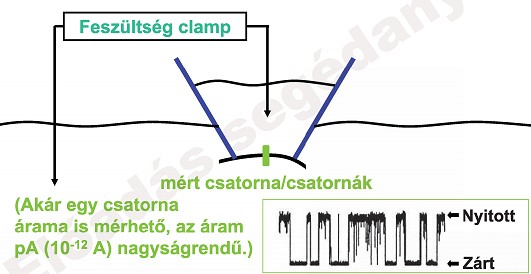 Feszültség clamp
mért csatorna/csatornák
(Akár egy csatorna
árama is mérhető, az áram
pA (10-12 A) nagyságrendű.)
Nyitott
Zárt
Előadás segédany